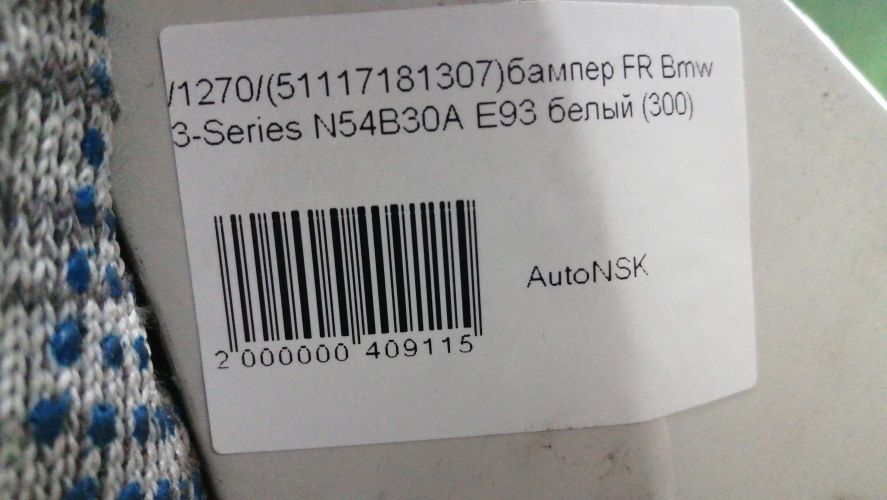 /1270/(51117181307)бампер FR Bmw
3-Series N54B30A E93 белый (300)
AutoNSK
2 000000 409115